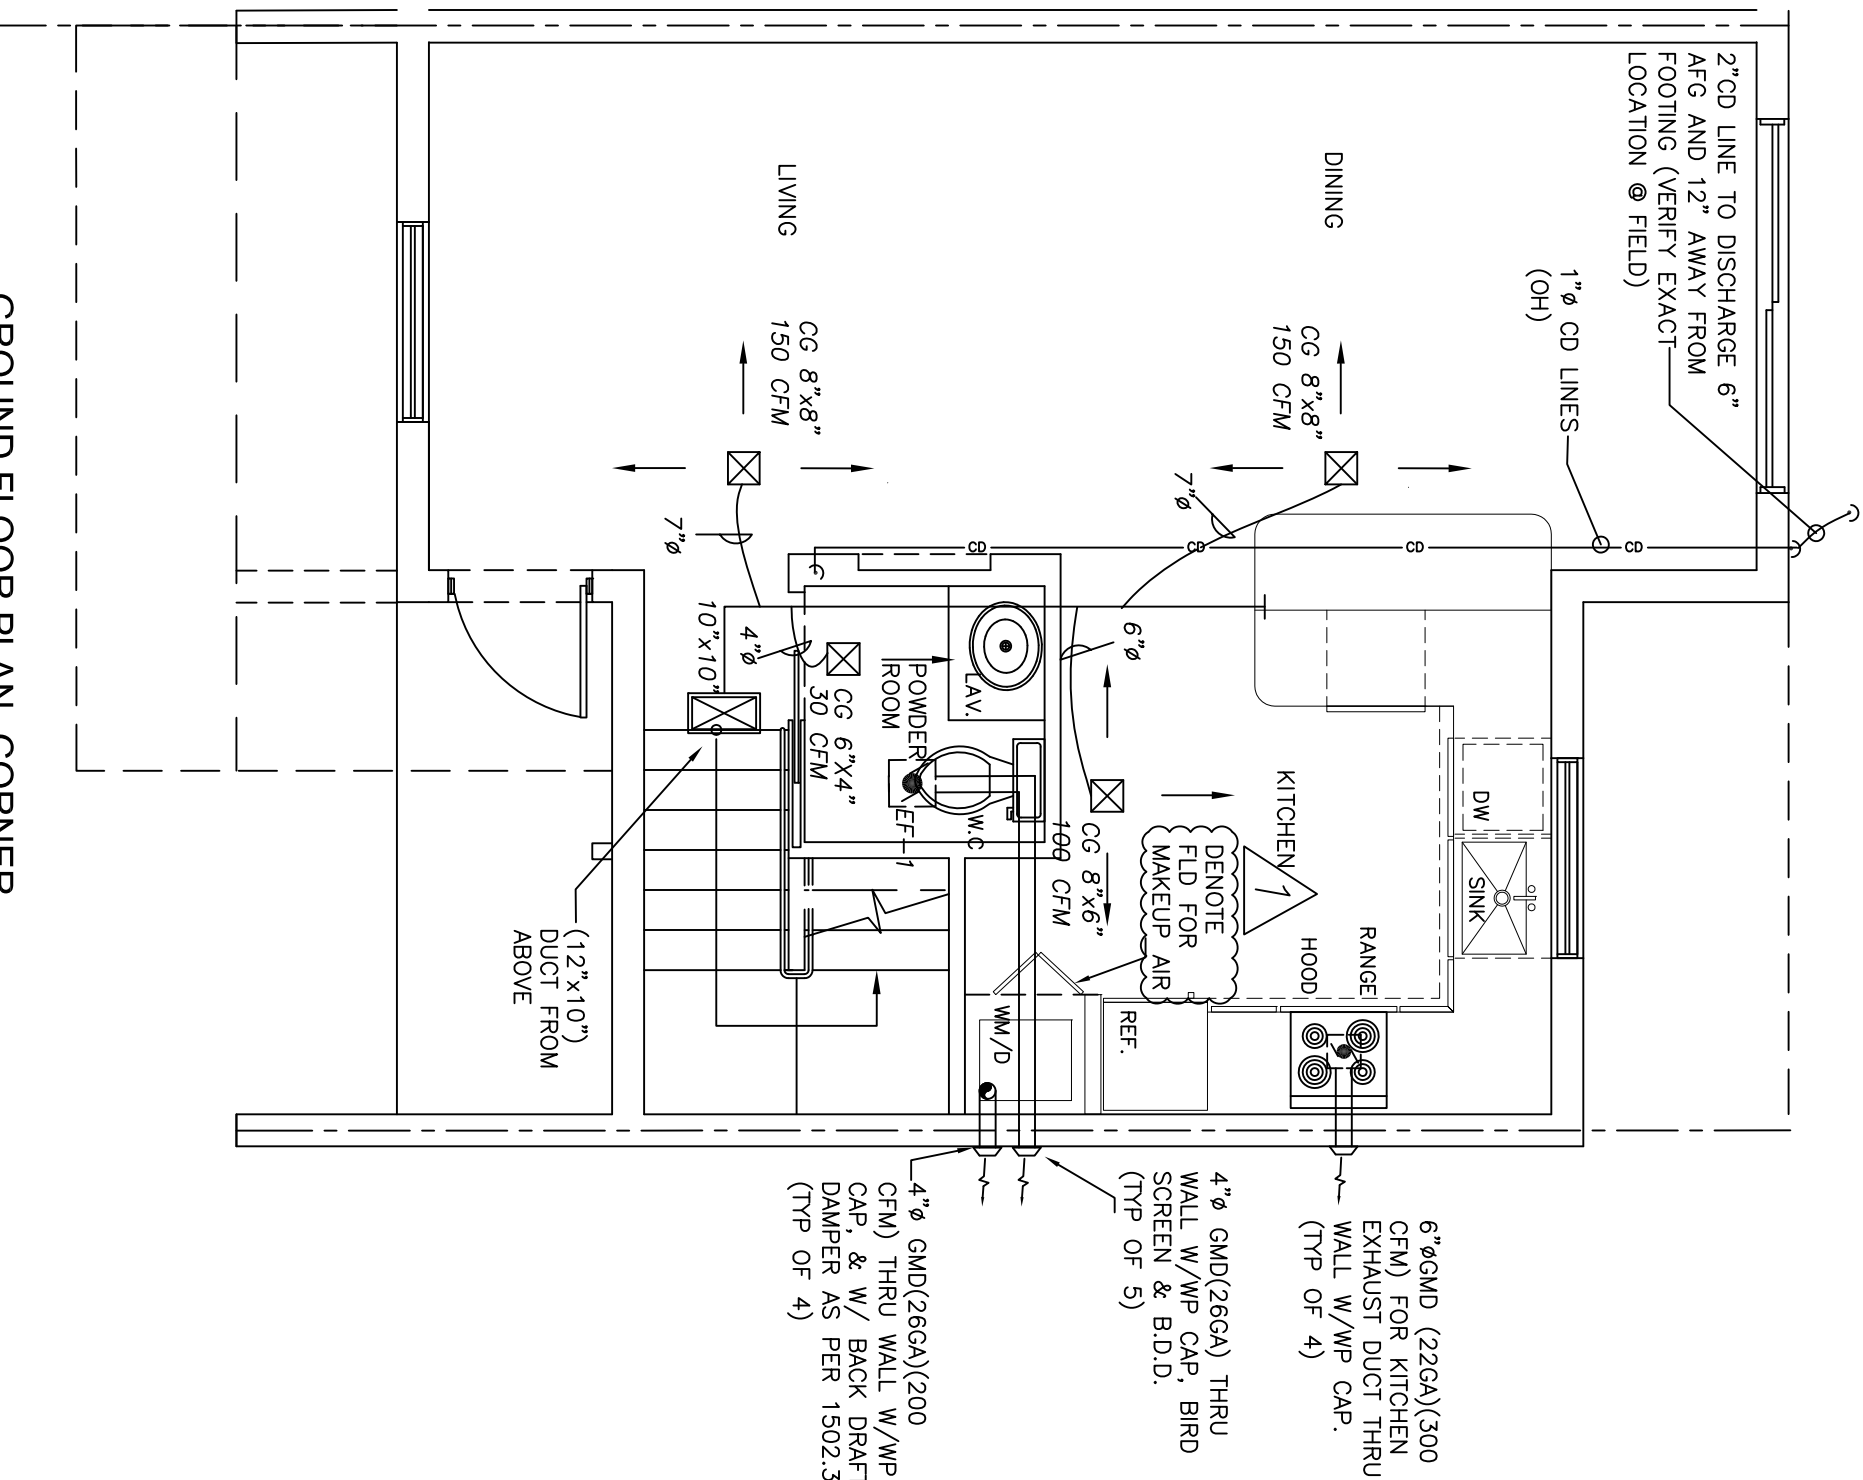 2"CD LINE TO DISCHARGE 6"
AFG AND 12" AWAY FROM
FOOTING (VERIFY EXACT
LOCATION @ FIELD)
1"ø CD LINES
(OH)
DINING
LIVING
CG 8"x8"
150 CFM
CG 8"x8"
150 CFM
7"ø
7"ø
CD
CD
CD
CD
6"ø
4"ø
10"x10"
LAV.
POWDER
ROOM
CG 6"X4"
30 CFM
EF-1
W.C
CG 8"x6"
100 CFM
KITCHEN
1
DENOTE
FLD FOR
MAKEUP AIR
DW
SINK
RANGE
HOOD
REF.
WM/D
(12"x10")
DUCT FROM
ABOVE
6"øGMD (22GA)(300
CFM) FOR KITCHEN
EXHAUST DUCT THRU
WALL W/WP CAP.
(TYP OF 4)
4"ø GMD(26GA) THRU
WALL W/WP CAP, BIRD
SCREEN & B.D.D.
(TYP OF 5)
4"ø GMD(26GA)(200
CFM) THRU WALL W/WP
CAP, & W/ BACK DRAFT
DAMPER AS PER 1502.3
(TYP OF 4)
GROUND FLOOR PLAN CORNER